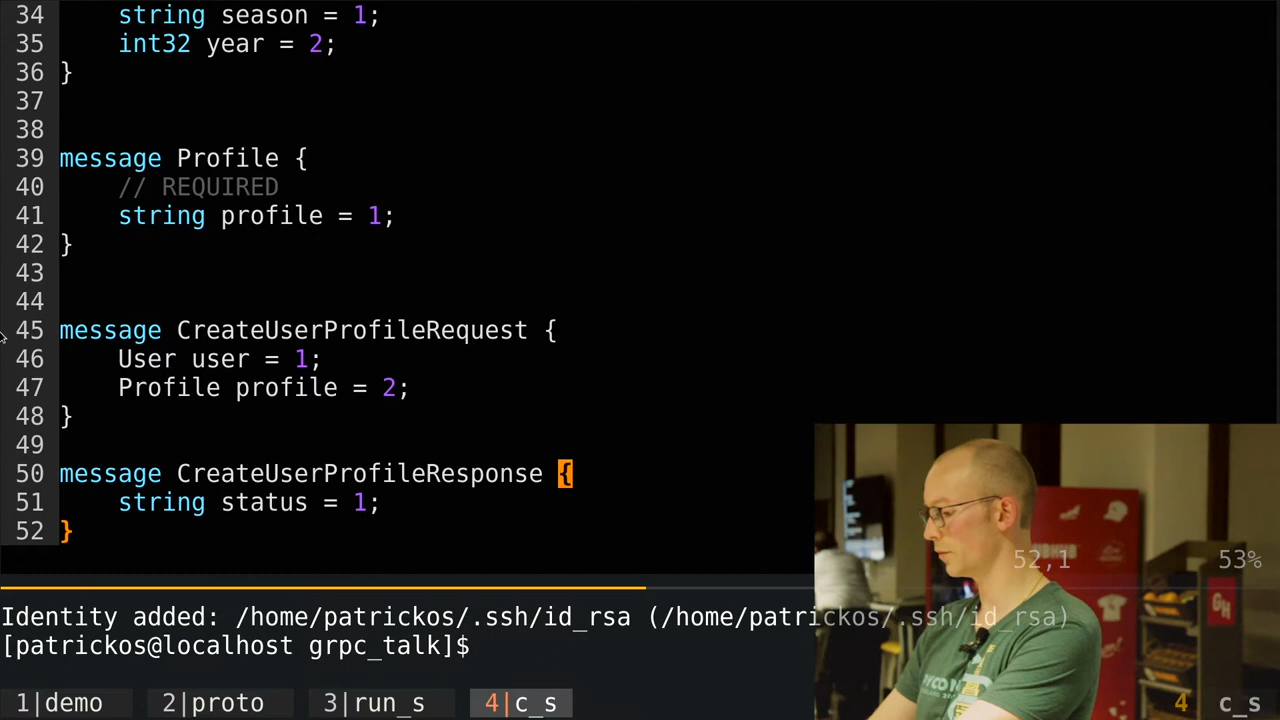 34 string season = 1;
35 int32 year = 2;
36 }
37
38
39 message Profile {
40 // REQUIRED
41 string profile = 1;
42 }
43
44
45 message CreateUserProfileRequest {
46 User user = 1;
47 Profile profile = 2;
48 }
49
50 message CreateUserProfileResponse {
51 string status = 1;
52 }
52,1 53%
Identity added: /home/patrickos/.ssh/id_rsa (/home/patrickos/.ssh/id_rsa)
[patrickos@localhost grpc_talk]$
1|demo 2|proto 3|run_s 4|c_s 4 c_s
GH